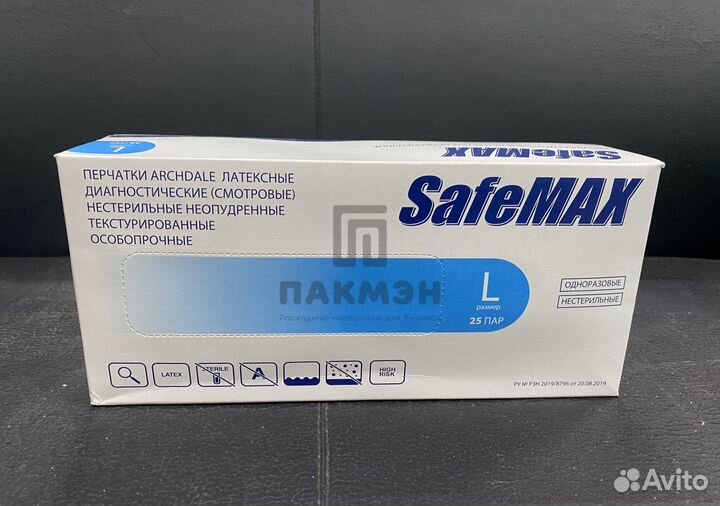 SafeMAX
L
ПЕРЧАТКИ ARCHDALE ЛАТЕКСНЫЕ
ДИАГНОСТИЧЕСКИЕ (СМОТРОВЫЕ)
НЕСТЕРИЛЬНЫЕ НЕОПУДРЕННЫЕ
ТЕКСТУРИРОВАННЫЕ
ОСОБОПРОЧНЫЕ
SafeMAX
ПАКМЭН
Расходные материалы для бизнеса
L
размер
25 ПАР
ОДНОРАЗОВЫЕ
НЕСТЕРИЛЬНЫЕ
LATEX
STERILE
A
HIGH
RISK
РУ № РЗН 2019/8796 от 20.08.2019
Avito